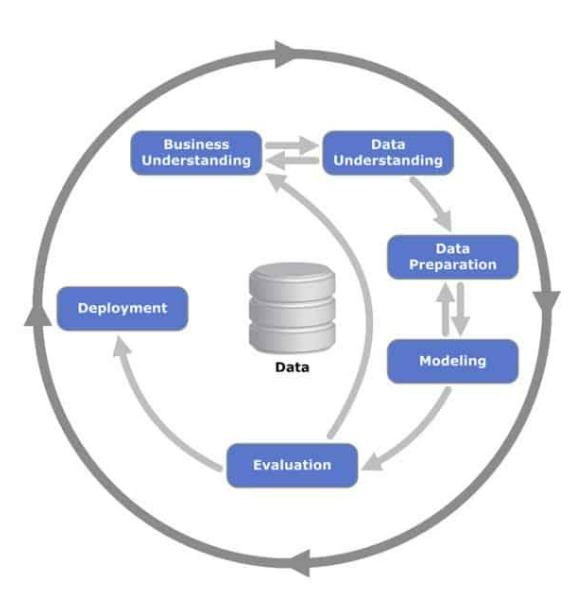 Business
Understanding
Data
Understanding
Data
Preparation
Deployment
Data
Modeling
Evaluation